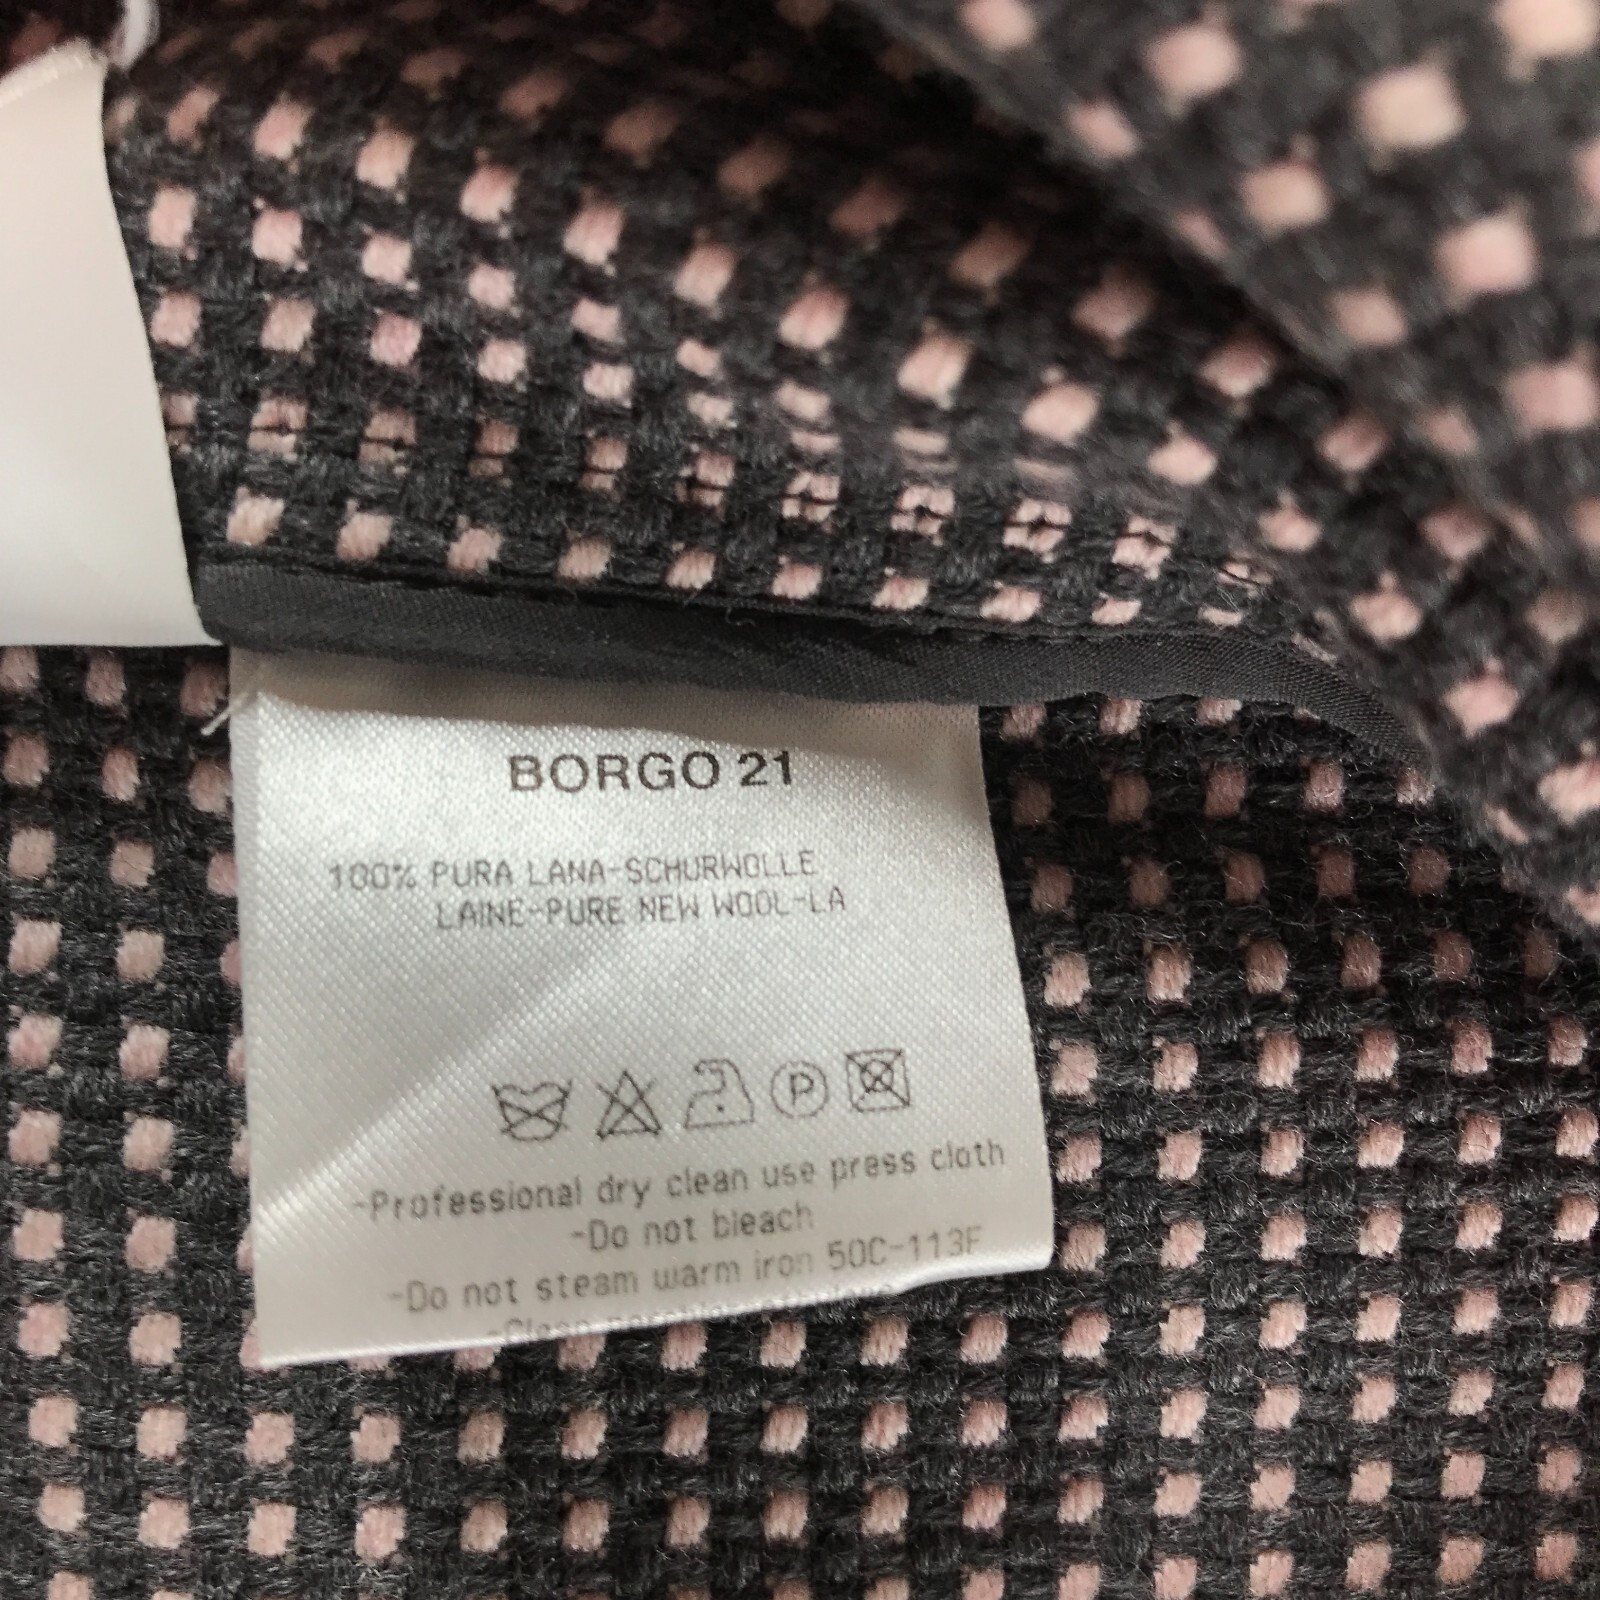 BORGO 21
100% PURA LANA-SCHURWOLLE
LAINE-PURE NEW WOOL-LA
P
-Professional dry clean use press cloth
-Do not bleach
-Do not steam warm iron 50C-113F
-Clean